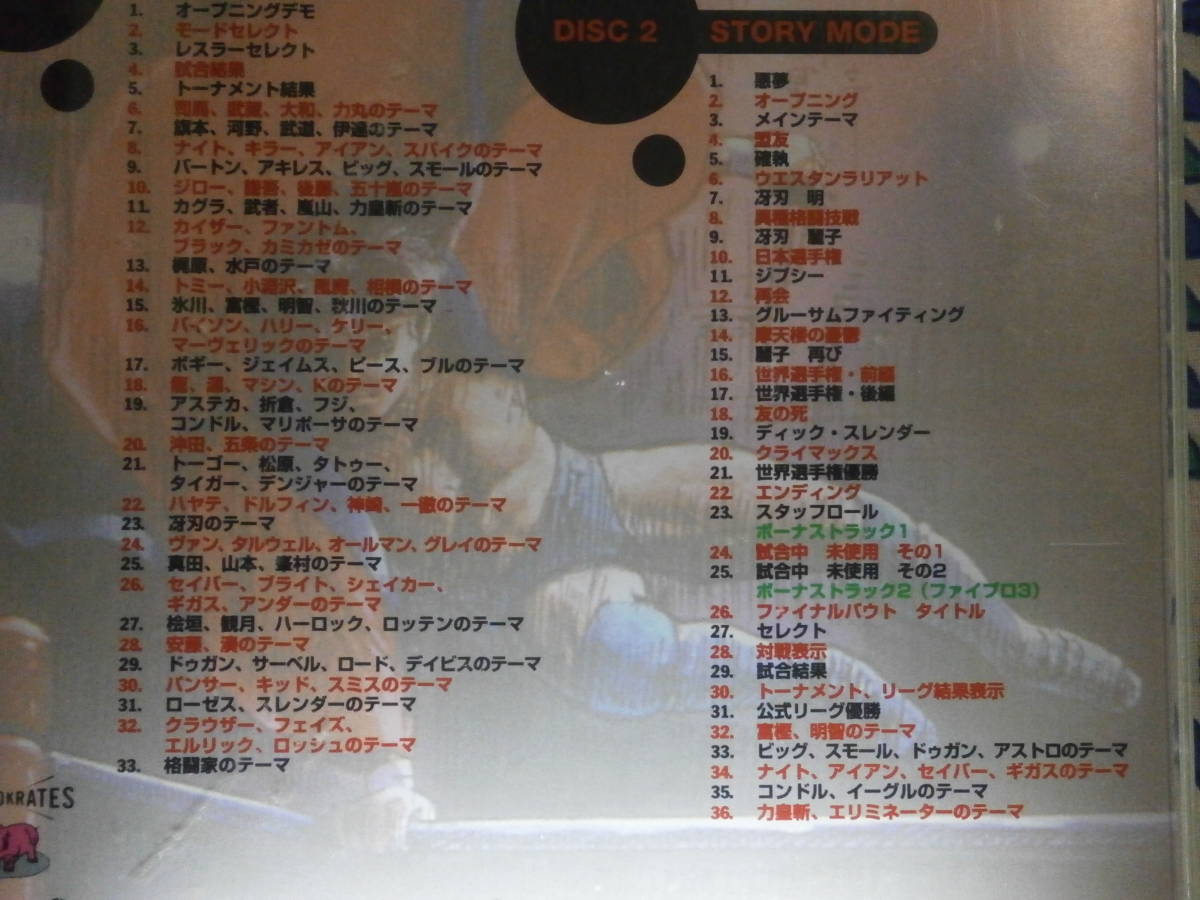 1. オープニングデモ
2. モードセレクト
3. レスラーセレクト
4. 試合結果
5. トーナメント結果
6. 武蔵、大和、力丸のテーマ
7. 旗本、河野、武道、伊達のテーマ
8. ナイト、キラー、アイアン、スパイクのテーマ
9. バートン、アキレス、ビッグ、スモールのテーマ
10. ジロー、後藤、五十嵐のテーマ
11. カグラ、武者、嵐山、力皇斬のテーマ
12. カイザー、ファントム、
ブラック、カミカゼのテーマ
13. 梶原、水戸のテーマ
14. トミー、相模のテーマ
15. 氷川、冨樫、明智、秋川のテーマ
16. バイソン、ハリー、ケリー、
マーヴェリックのテーマ
17. ボギー、ジェイムス、ピース、ブルのテーマ
18. 龍、源、マシン、Kのテーマ
19. アステカ、折倉、フジ、
コンドル、マリポーサのテーマ
20. 沖田、五条のテーマ
21. トーゴー、松原、タトゥー、
タイガー、デンジャーのテーマ
22. ハヤテ、ドルフィン、神崎、一徹のテーマ
23. 冴刃のテーマ
24. ヴァン、タルウェル、オールマン、グレイのテーマ
25. 真田、山本、峯村のテーマ
26. セイバー、ブライト、シェイカー、
ギガス、アンダーのテーマ
27. 桧垣、観月、ハーロック、ロッテンのテーマ
28. 安藤、湊のテーマ
29. ドゥガン、サーベル、ロード、デイビスのテーマ
30. パンサー、キッド、スミスのテーマ
31. ローゼス、スレンダーのテーマ
32. クラウザー、フェイズ、
エルリック、ロッシュのテーマ
33. 格闘家のテーマ
OKRATES
DISC 2 STORY MODE
1. 悪夢
2. オープニング
3. メインテーマ
4. 盟友
5. 確執
6. ウエスタンラリアット
7. 冴刃 明
8. 異種格闘技戦
9. 冴刃 麗子
10. 日本選手権
11. ジプシー
12. 再会
13. グルーサムファイティング
14. 摩天楼の憂鬱
15. 麗子 再び
16. 世界選手権・前編
17. 世界選手権・後編
18. 友の死
19. ディック・スレンダー
20. クライマックス
21. 世界選手権優勝
22. エンディング
23. スタッフロール
ボーナストラック1
24. 試合中 未使用 その1
25. 試合中 未使用 その2
ボーナストラック2（ファイプロ3）
26. ファイナルバウト タイトル
27. セレクト
28. 対戦表示
29. 試合結果
30. トーナメント、リーグ結果表示
31. 公式リーグ優勝
32. 冨樫、明智のテーマ
33. ビッグ、スモール、ドゥガン、アストロのテーマ
34. ナイト、アイアン、セイバー、ギガスのテーマ
35. コンドル、イーグルのテーマ
36. 力皇斬、エリミネーターのテーマ